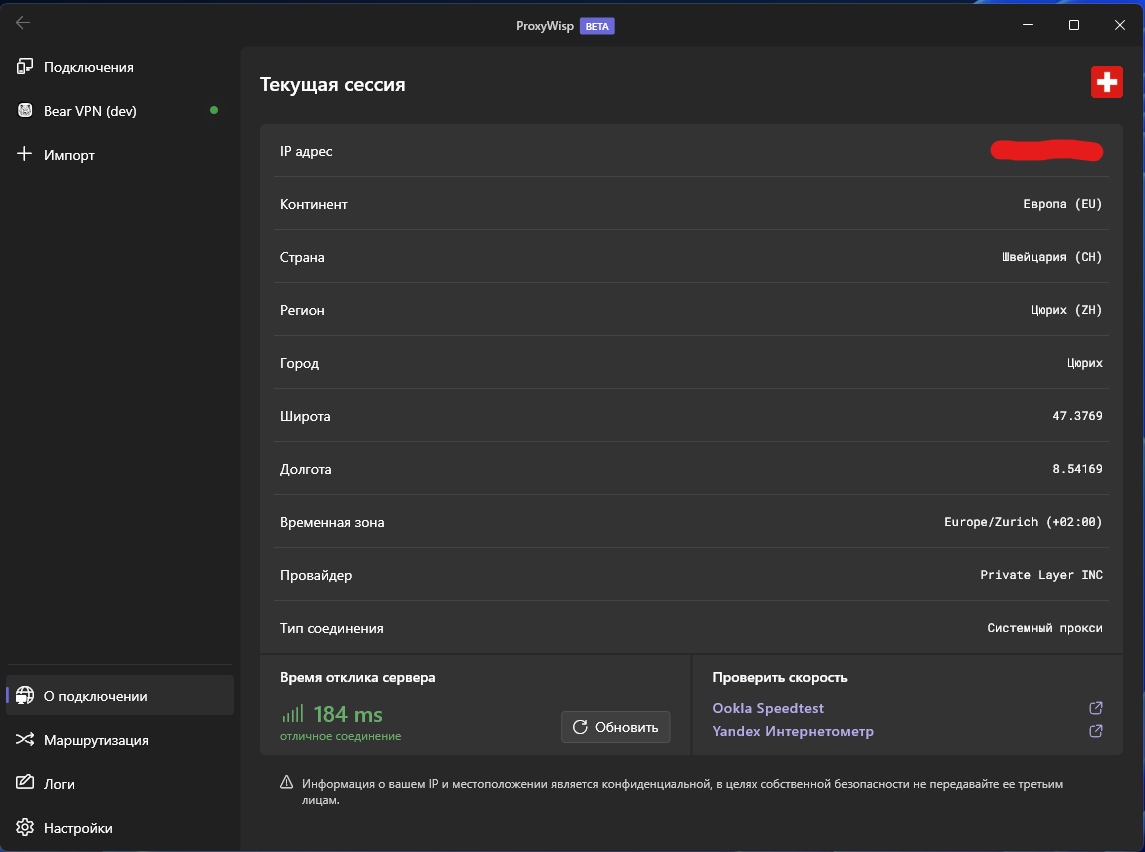 ProxyWisp BETA
Подключения
Bear VPN (dev)
Импорт
О подключении
Маршрутизация
Логи
Настройки
Текущая сессия
IP адрес
Континент Европа (EU)
Страна Швейцария (CH)
Регион Цюрих (ZH)
Город Цюрих
Широта 47.3769
Долгота 8.54169
Временная зона Europe/Zurich (+02:00)
Провайдер Private Layer INC
Тип соединения Системный прокси
Время отклика сервера
184 ms
отличное соединение
Обновить
Проверить скорость
Ookla Speedtest
Yandex Интернетометр
Информация о вашем IP и местоположении является конфиденциальной, в целях собственной безопасности не передавайте ее третьим
лицам.